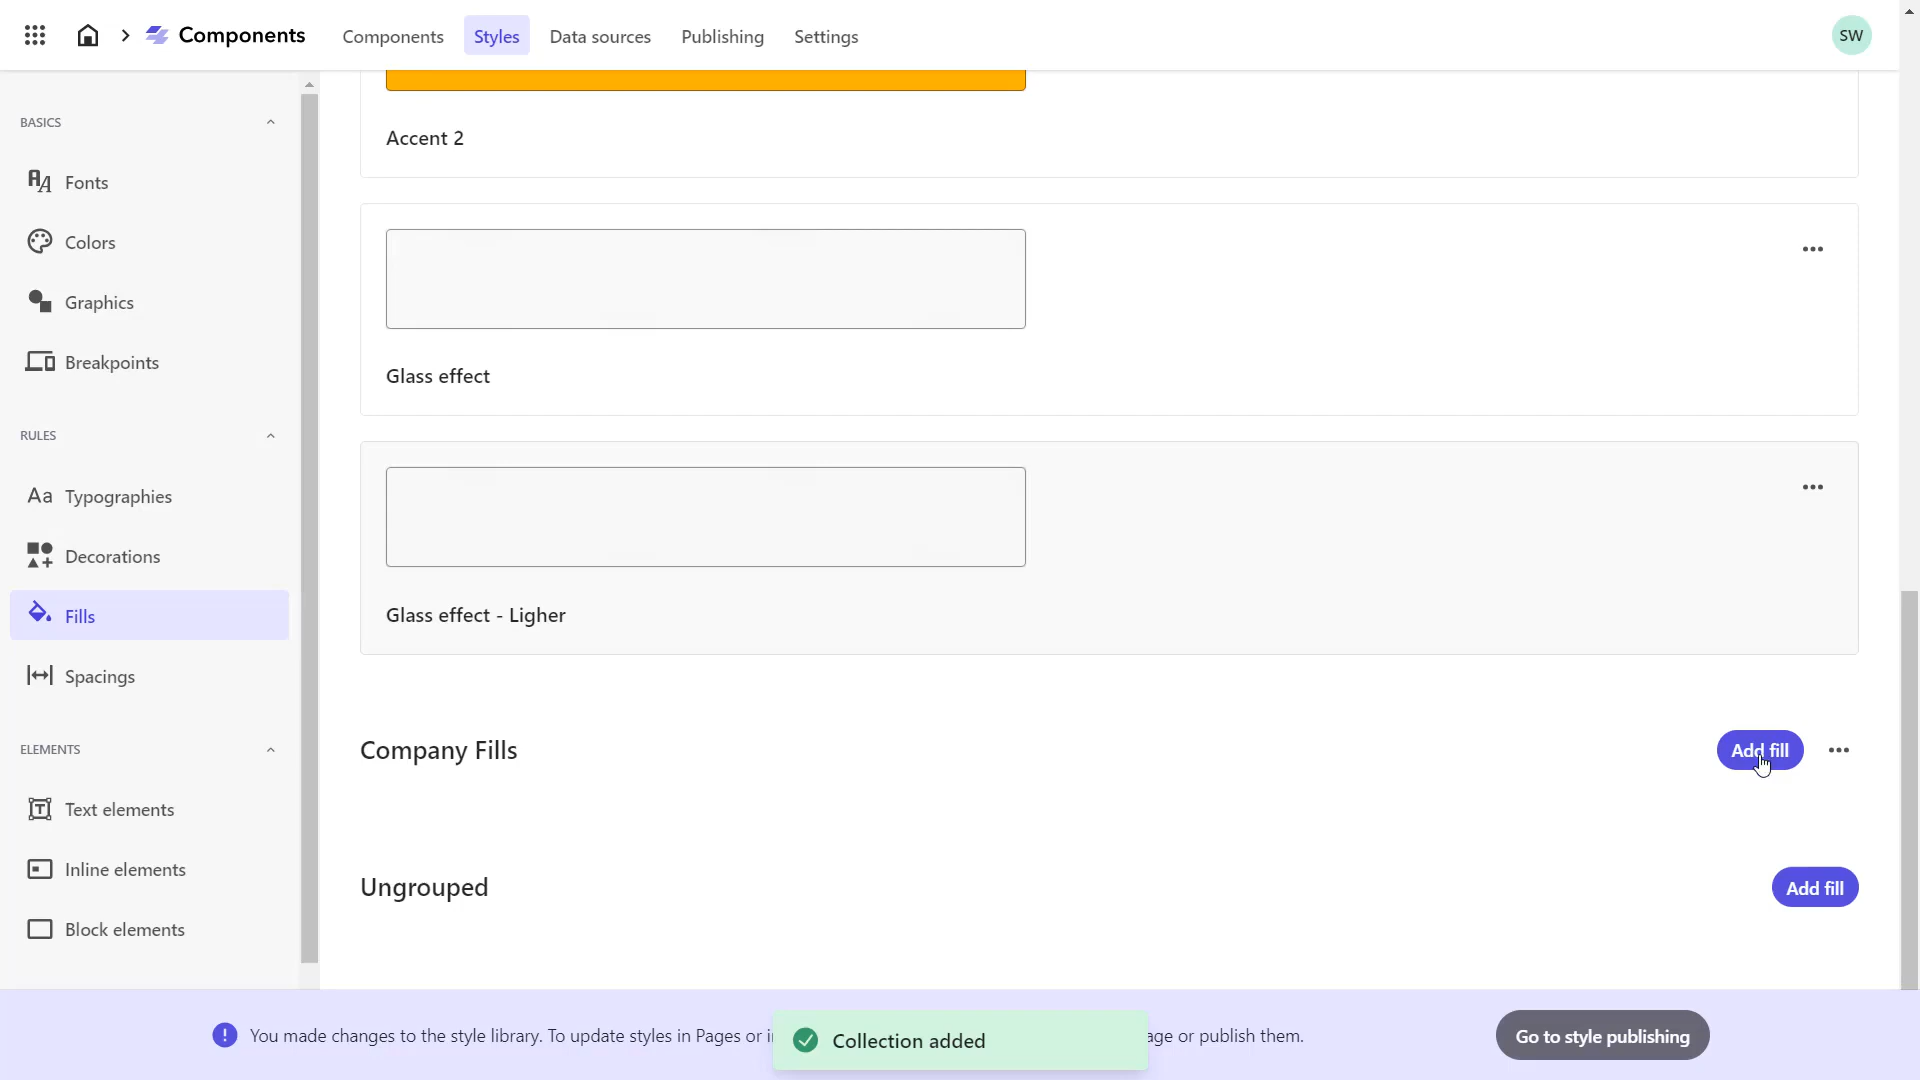 Components
Components
Styles
Data sources
Publishing
Settings
SW
BASICS
Fonts
Colors
Graphics
Breakpoints
RULES
Aa Typographies
Decorations
Fills
Spacings
ELEMENTS
Text elements
Inline elements
Block elements
Accent 2
Glass effect
Glass effect - Ligher
Company Fills
Add fill
Ungrouped
Add fill
You made changes to the style library. To update styles in Pages or
Collection added
or publish them.
Go to style publishing